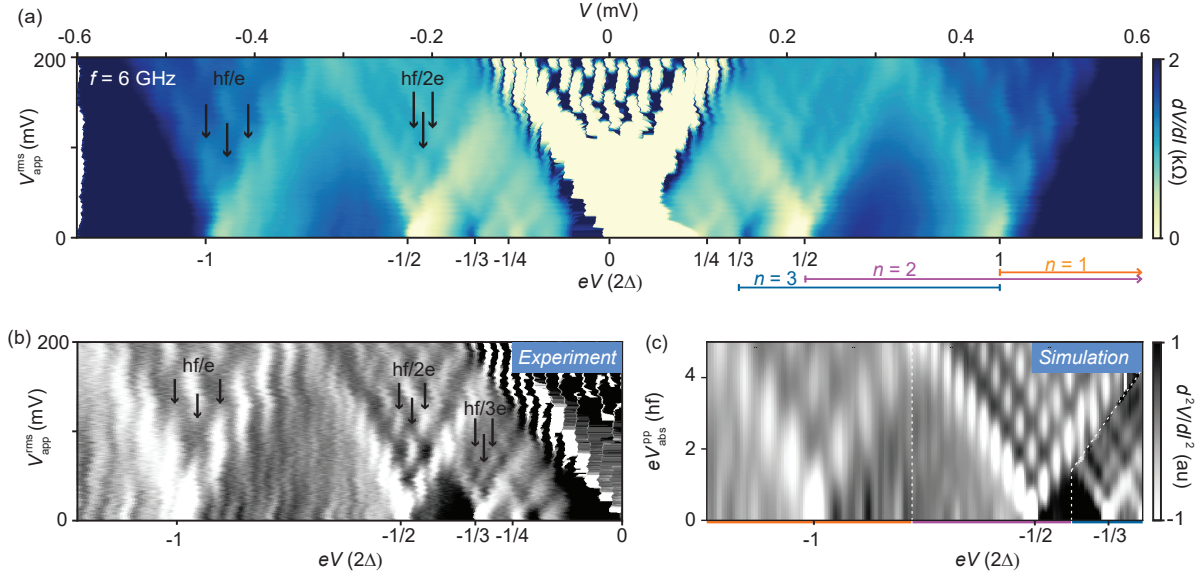 (a)
V (mV)
-0.6 -0.4 -0.2 0 0.2 0.4 0.6
200
100
0
V_app^rms (mV)
f = 6 GHz
hf/e
hf/2e
2
1
0
dV/dI (kΩ)
-1 -1/2 -1/3 -1/4 0 1/4 1/3 1/2 1
eV (2Δ)
n = 1
n = 2
n = 3
(b)
200
100
0
V_app^rms (mV)
hf/e
hf/2e
hf/3e
Experiment
-1 -1/2 -1/3 -1/4 0
eV (2Δ)
(c)
4
2
0
eV_abs^pp (hf)
Simulation
1
0
-1
d²V/dI² (au)
-1 -1/2 -1/3
eV (2Δ)